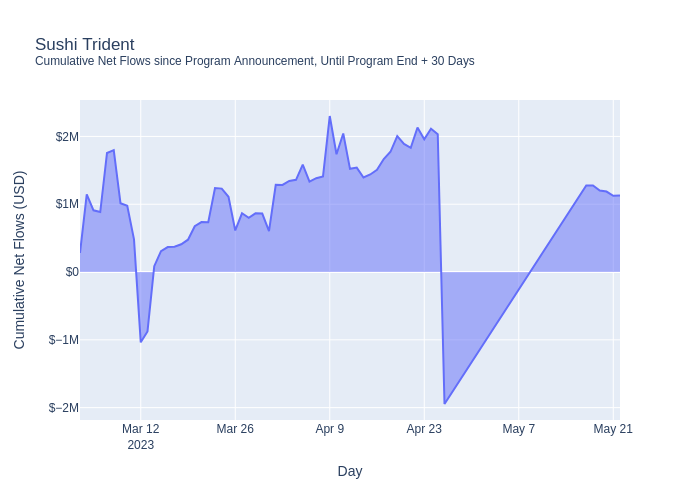 Sushi Trident
Cumulative Net Flows since Program Announcement, Until Program End + 30 Days
Cumulative Net Flows (USD)
$2M
$1M
$0
$−1M
$−2M
Mar 12
2023
Mar 26
Apr 9
Apr 23
May 7
May 21
Day